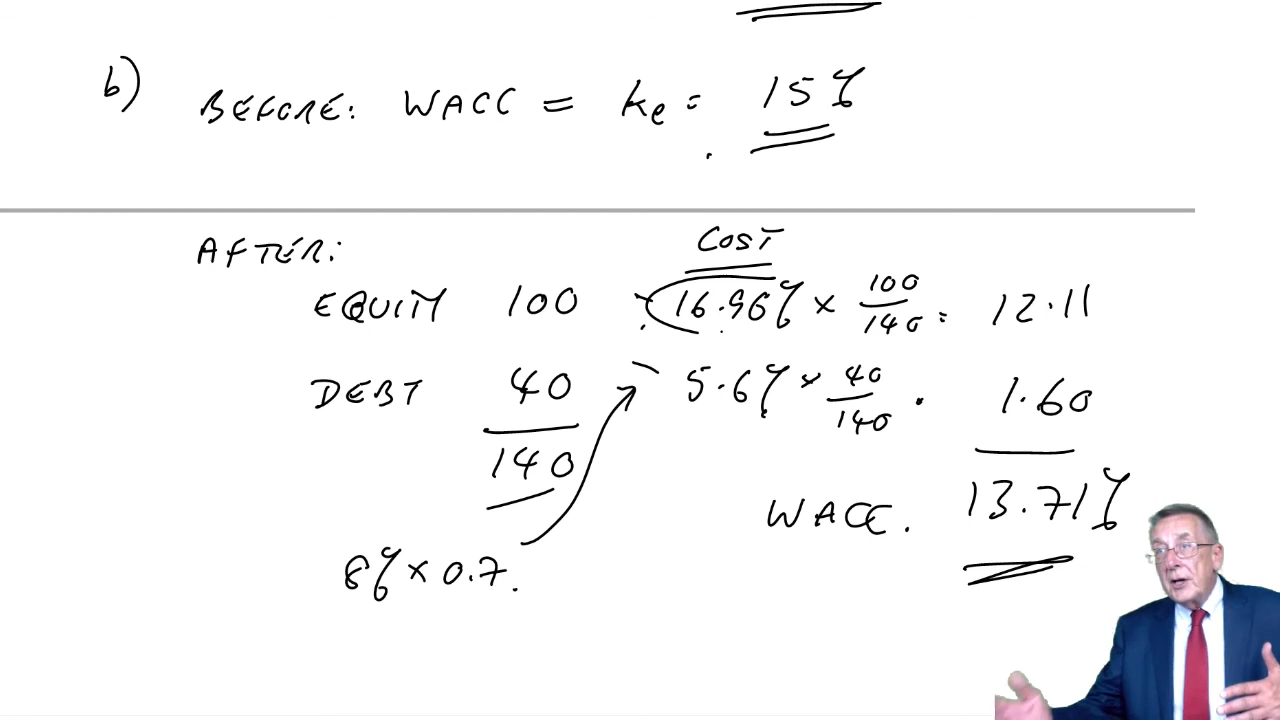 b) BEFORE: WACC = ke = 15%
AFTER:
COST
EQUITY 100 16.96% × 100/140 = 12.11
DEBT 40 5.6% × 40/140 . 1.60
140
WACC. 13.71%
8% × 0.7.